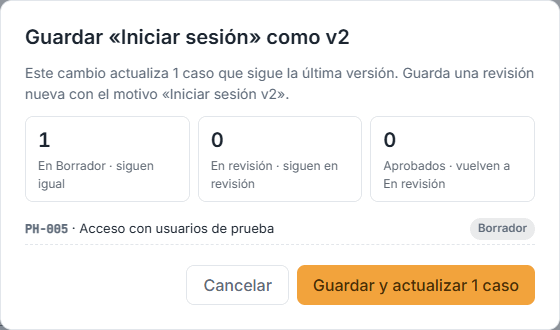 Guardar «Iniciar sesión» como v2
Este cambio actualiza 1 caso que sigue la última versión. Guarda una revisión
nueva con el motivo «Iniciar sesión v2».
1
En Borrador · siguen
igual
0
En revisión · siguen en
revisión
0
Aprobados · vuelven a
En revisión
PH-005 · Acceso con usuarios de prueba
Borrador
Cancelar
Guardar y actualizar 1 caso